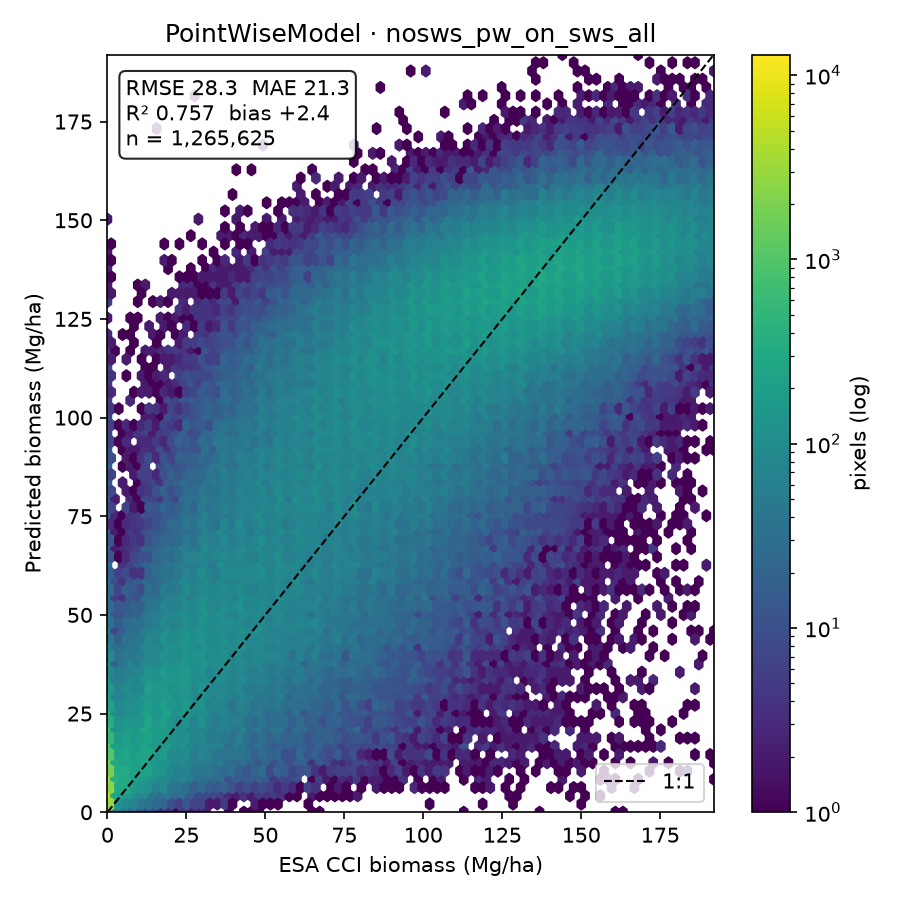 PointWiseModel · nosws_pw_on_sws_all
RMSE 28.3  MAE 21.3
R² 0.757  bias +2.4
n = 1,265,625
175
150
125
100
75
50
25
0
Predicted biomass (Mg/ha)
0 25 50 75 100 125 150 175
ESA CCI biomass (Mg/ha)
1:1
10⁴
10³
10²
10¹
10⁰
pixels (log)